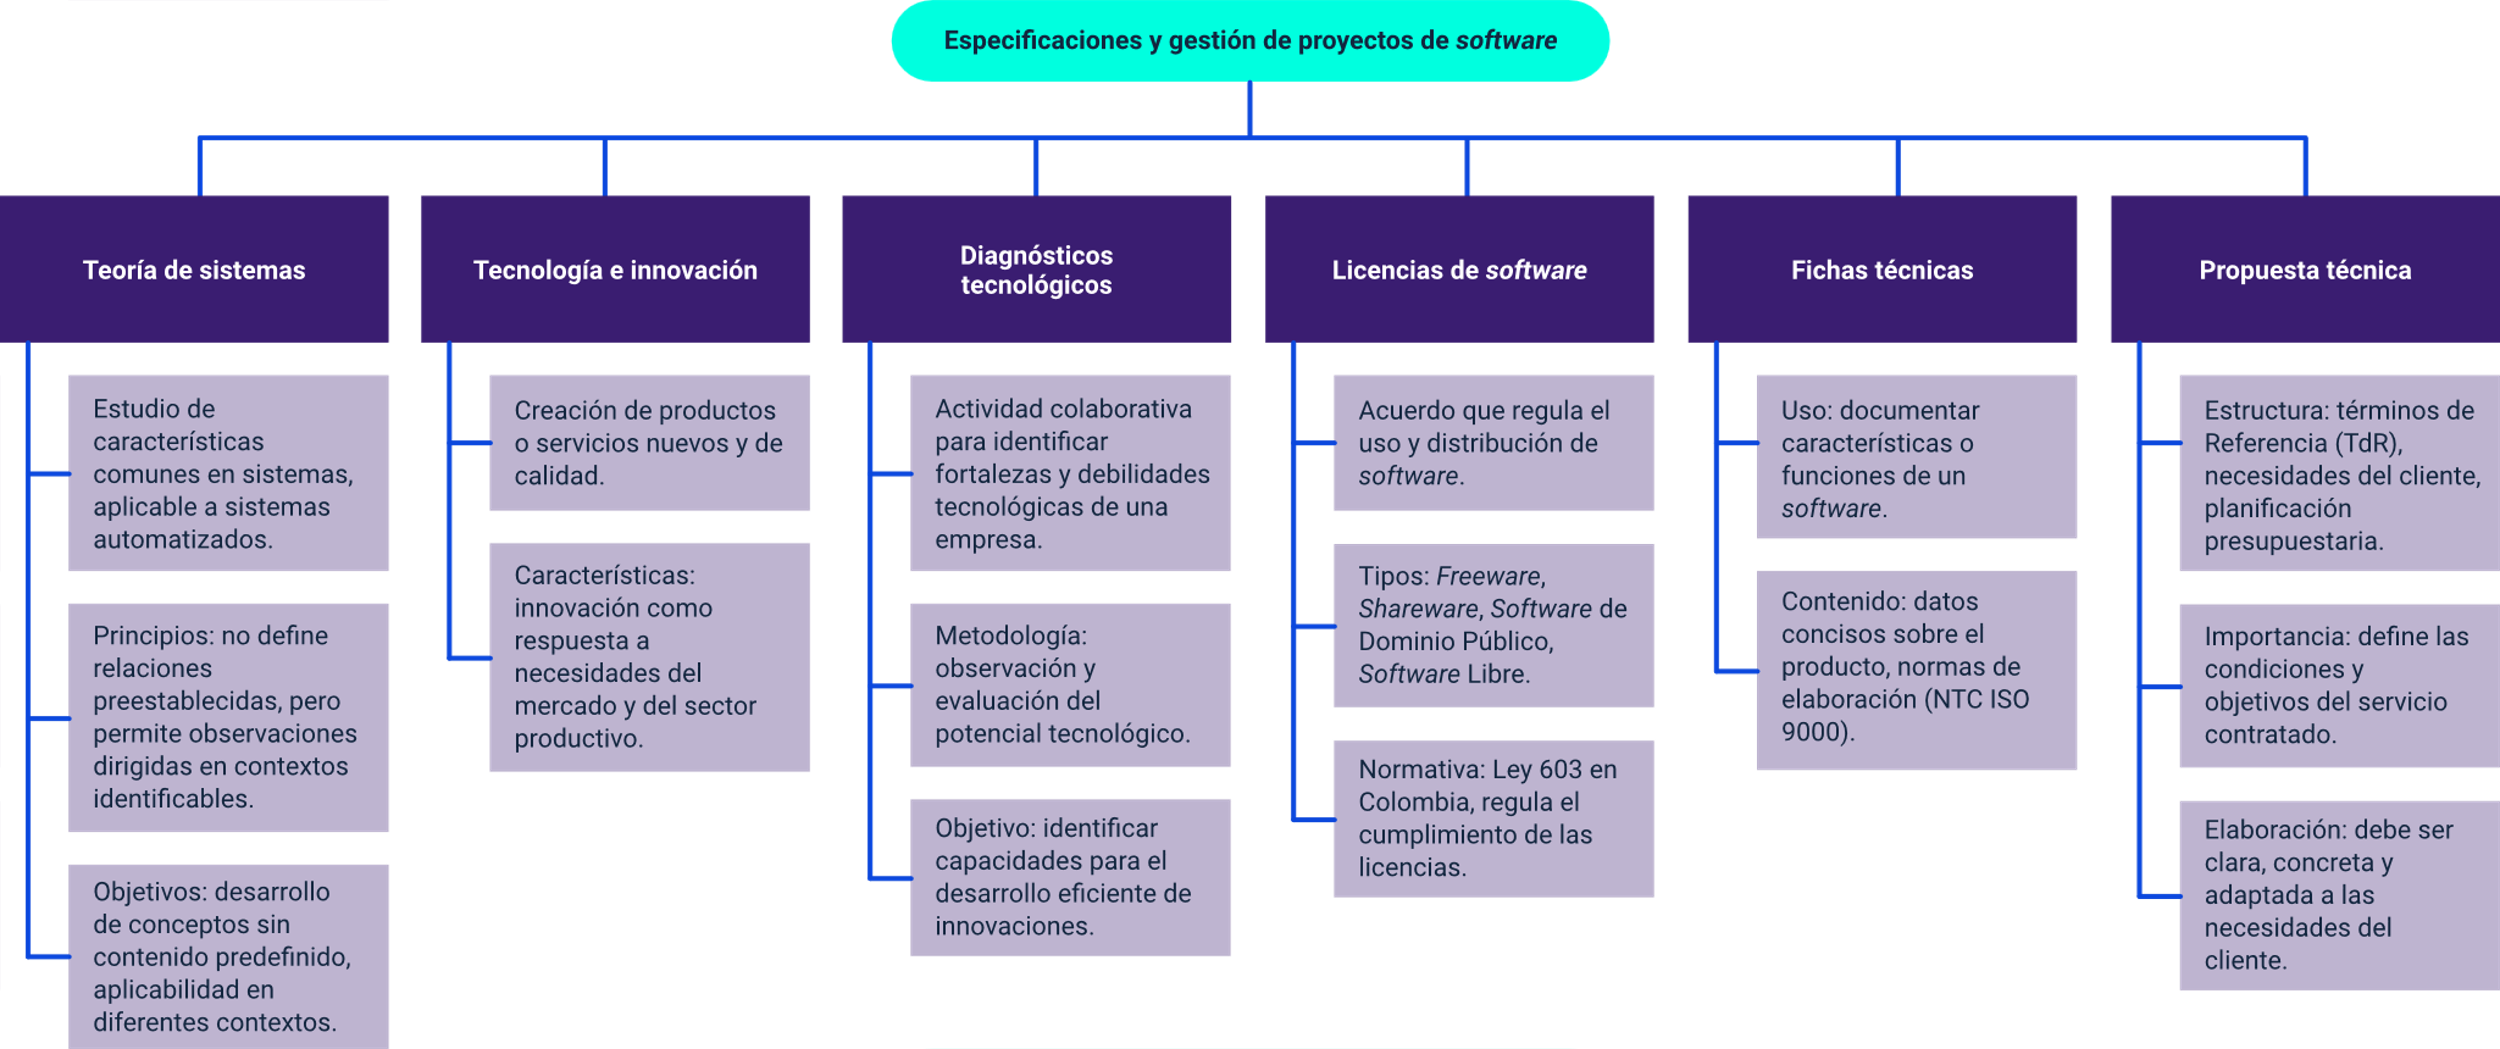 Especificaciones y gestión de proyectos de software
Teoría de sistemas
Estudio de
características
comunes en sistemas,
aplicable a sistemas
automatizados.
Principios: no define
relaciones
preestablecidas, pero
permite observaciones
dirigidas en contextos
identificables.
Objetivos: desarrollo
de conceptos sin
contenido predefinido,
aplicabilidad en
diferentes contextos.
Tecnología e innovación
Creación de productos
o servicios nuevos y de
calidad.
Características:
innovación como
respuesta a
necesidades del
mercado y del sector
productivo.
Diagnósticos
tecnológicos
Actividad colaborativa
para identificar
fortalezas y debilidades
tecnológicas de una
empresa.
Metodología:
observación y
evaluación del
potencial tecnológico.
Objetivo: identificar
capacidades para el
desarrollo eficiente de
innovaciones.
Licencias de software
Acuerdo que regula el
uso y distribución de
software.
Tipos: Freeware,
Shareware, Software de
Dominio Público,
Software Libre.
Normativa: Ley 603 en
Colombia, regula el
cumplimiento de las
licencias.
Fichas técnicas
Uso: documentar
características o
funciones de un
software.
Contenido: datos
concisos sobre el
producto, normas de
elaboración (NTC ISO
9000).
Propuesta técnica
Estructura: términos de
Referencia (TdR),
necesidades del cliente,
planificación
presupuestaria.
Importancia: define las
condiciones y
objetivos del servicio
contratado.
Elaboración: debe ser
clara, concreta y
adaptada a las
necesidades del
cliente.